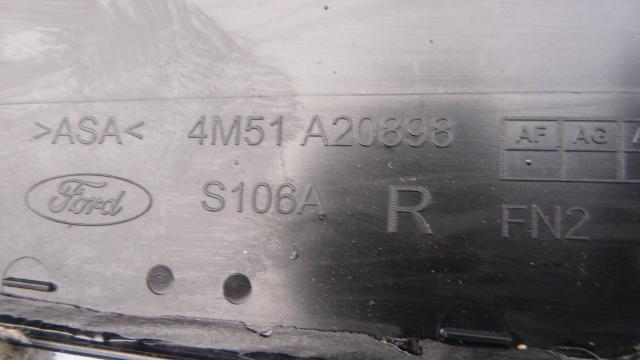 >ASA< 4M51 A20898 AF AG
Ford S106A R FN2